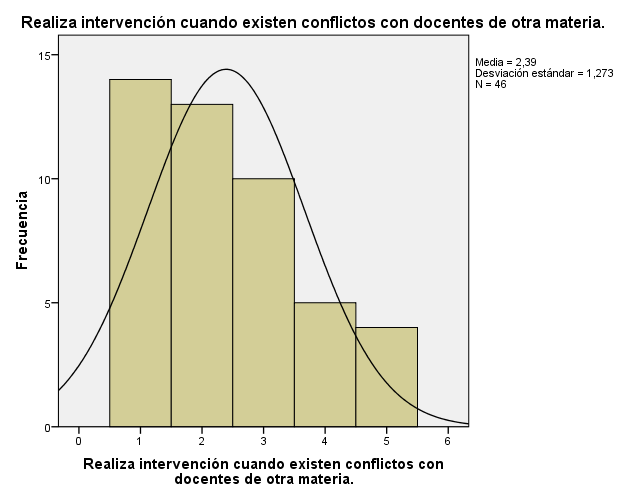 Realiza intervención cuando existen conflictos con docentes de otra materia.
Media = 2,39
Desviación estándar = 1,273
N = 46
Frecuencia
15
10
5
0
0 1 2 3 4 5 6
Realiza intervención cuando existen conflictos con
docentes de otra materia.